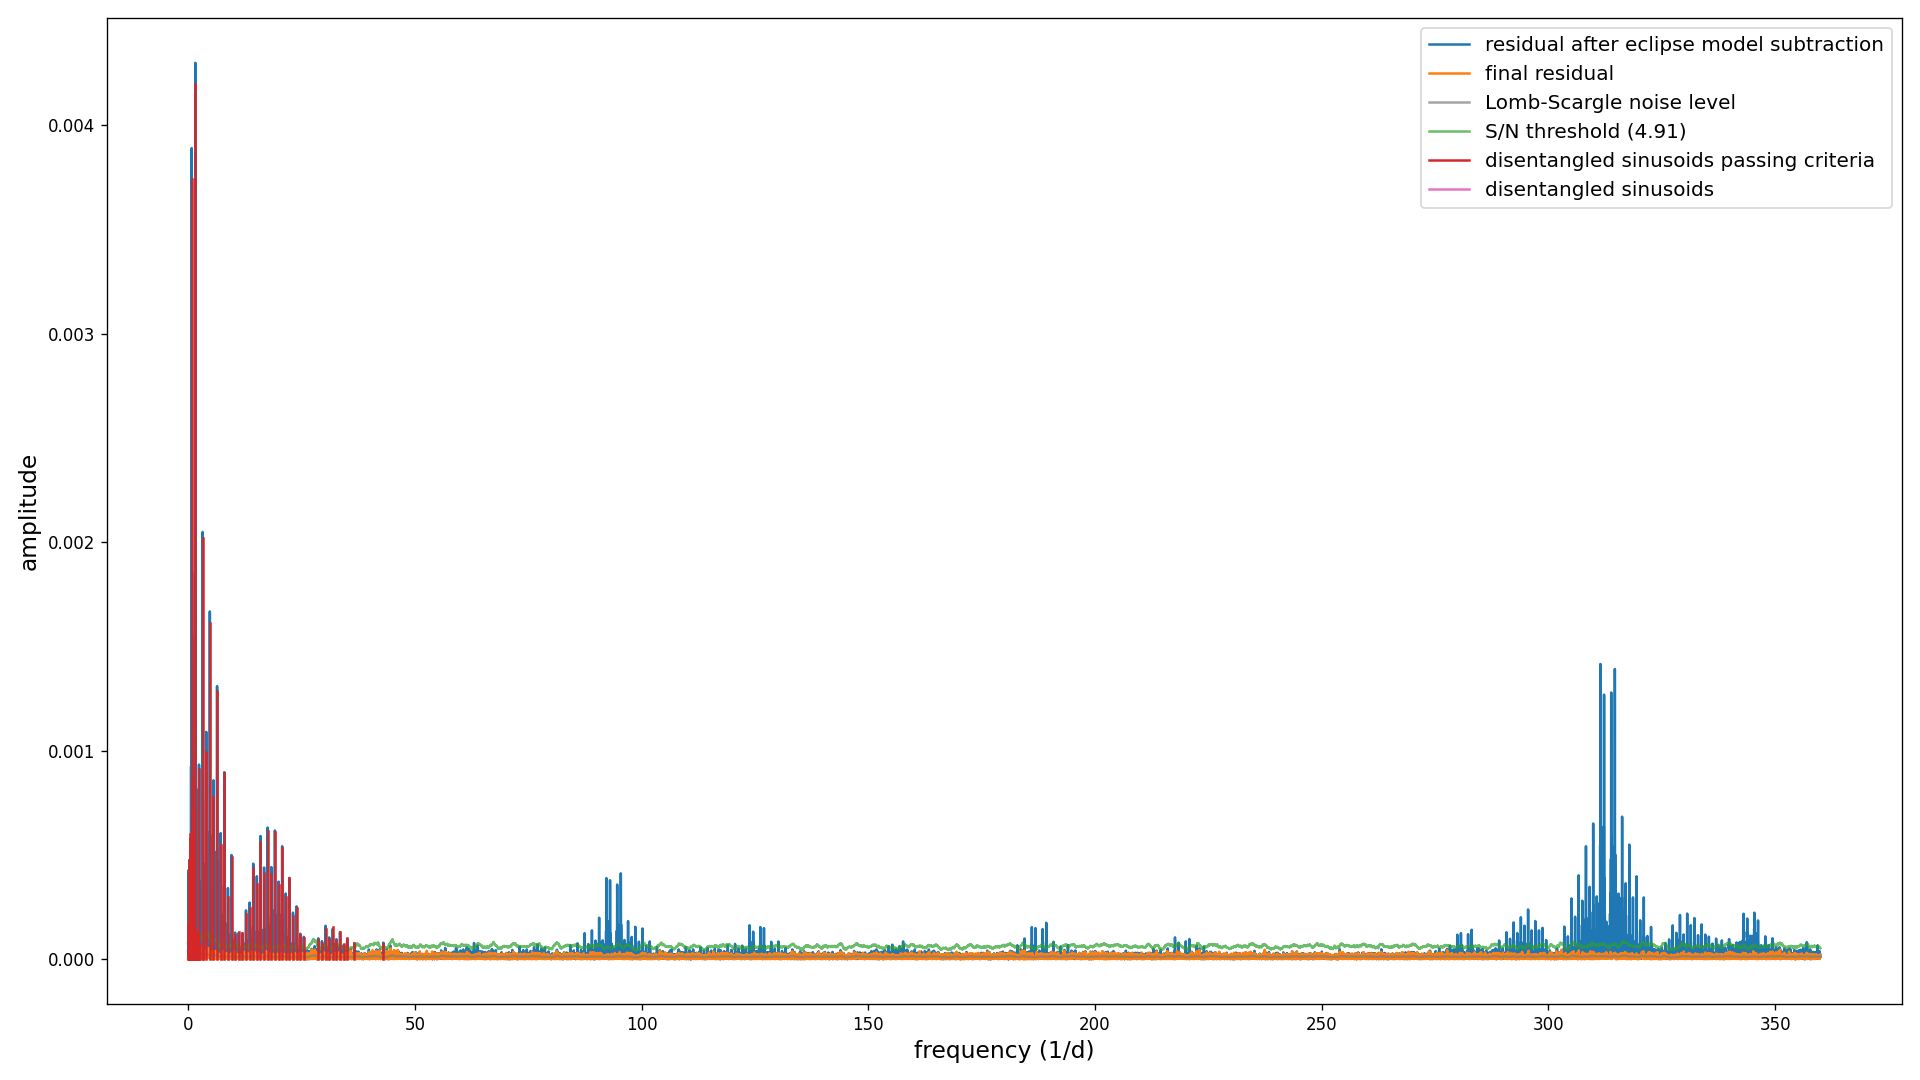 residual after eclipse model subtraction
final residual
Lomb-Scargle noise level
S/N threshold (4.91)
disentangled sinusoids passing criteria
disentangled sinusoids
amplitude
0.004
0.003
0.002
0.001
0.000
0 50 100 150 200 250 300 350
frequency (1/d)